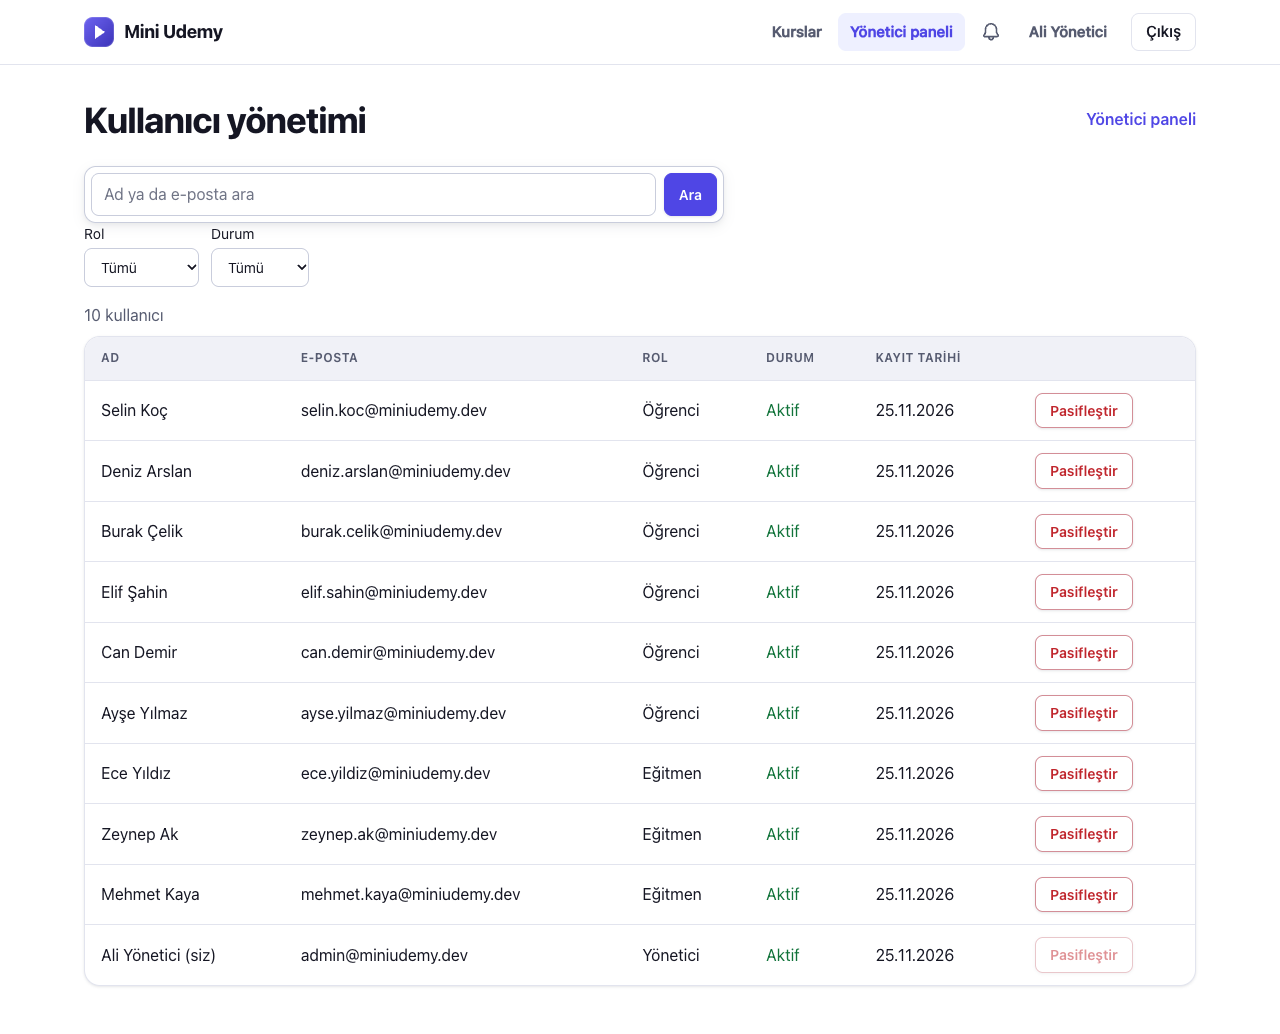 Mini Udemy
Kurslar Yönetici paneli Ali Yönetici Çıkış
Kullanıcı yönetimi
Yönetici paneli
Ad ya da e-posta ara Ara
Rol Durum
Tümü Tümü
10 kullanıcı
AD E-POSTA ROL DURUM KAYIT TARİHİ
Selin Koç selin.koc@miniudemy.dev Öğrenci Aktif 25.11.2026 Pasifleştir
Deniz Arslan deniz.arslan@miniudemy.dev Öğrenci Aktif 25.11.2026 Pasifleştir
Burak Çelik burak.celik@miniudemy.dev Öğrenci Aktif 25.11.2026 Pasifleştir
Elif Şahin elif.sahin@miniudemy.dev Öğrenci Aktif 25.11.2026 Pasifleştir
Can Demir can.demir@miniudemy.dev Öğrenci Aktif 25.11.2026 Pasifleştir
Ayşe Yılmaz ayse.yilmaz@miniudemy.dev Öğrenci Aktif 25.11.2026 Pasifleştir
Ece Yıldız ece.yildiz@miniudemy.dev Eğitmen Aktif 25.11.2026 Pasifleştir
Zeynep Ak zeynep.ak@miniudemy.dev Eğitmen Aktif 25.11.2026 Pasifleştir
Mehmet Kaya mehmet.kaya@miniudemy.dev Eğitmen Aktif 25.11.2026 Pasifleştir
Ali Yönetici (siz) admin@miniudemy.dev Yönetici Aktif 25.11.2026 Pasifleştir